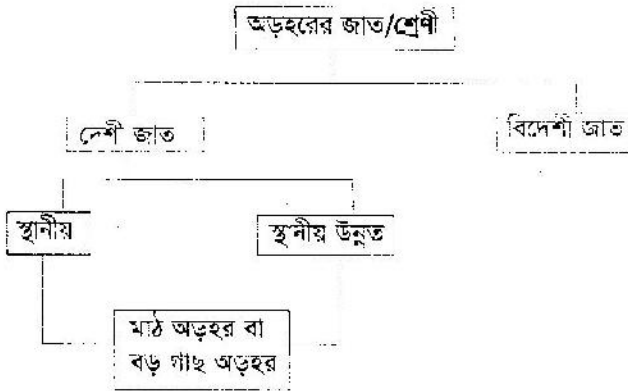 অড়হরের জাত/শ্রেণী
দেশী জাত
বিদেশী জাত
স্থানীয়
স্থানীয় উন্নত
মাঠ অড়হর বা
বড় গাছ অড়হর